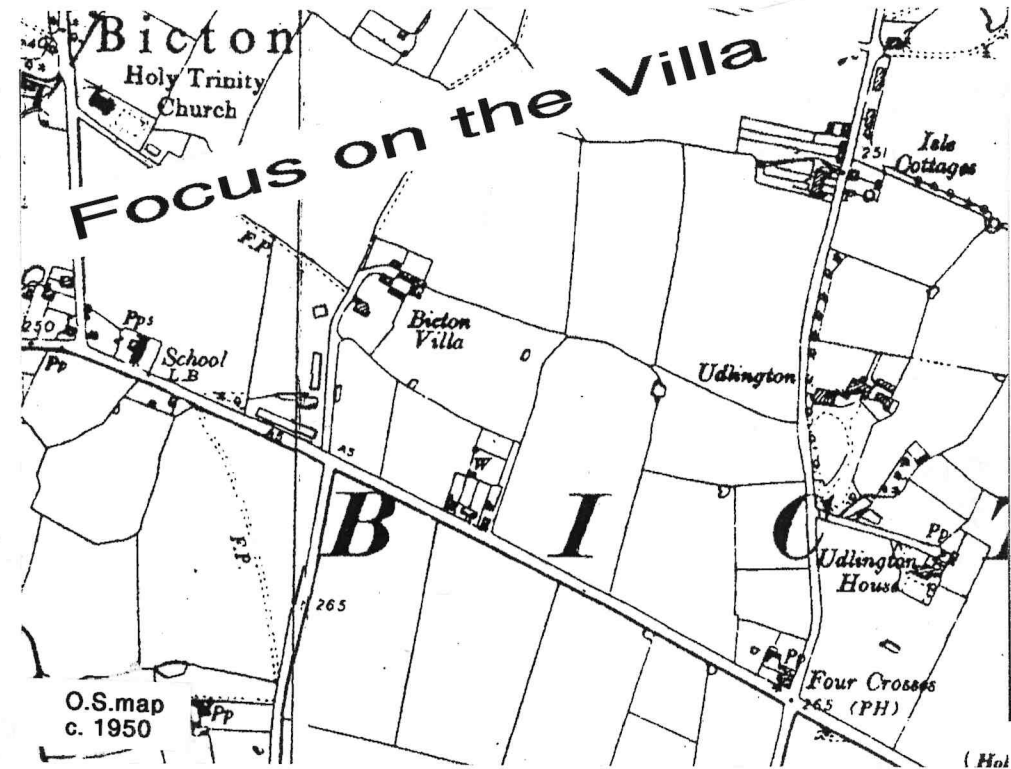 Bicton
Holy Trinity
Church
Focus on the Villa
251
Isle
Cottages
F.P
Bicton
Villa
250
Pps
Pp
School
L B
Udlington
A5
A5
W
B I C
F.P
Pp
Udlington
House
265
Pp
Four Crosses
265 (PH)
O.S.map
c. 1950
Pp